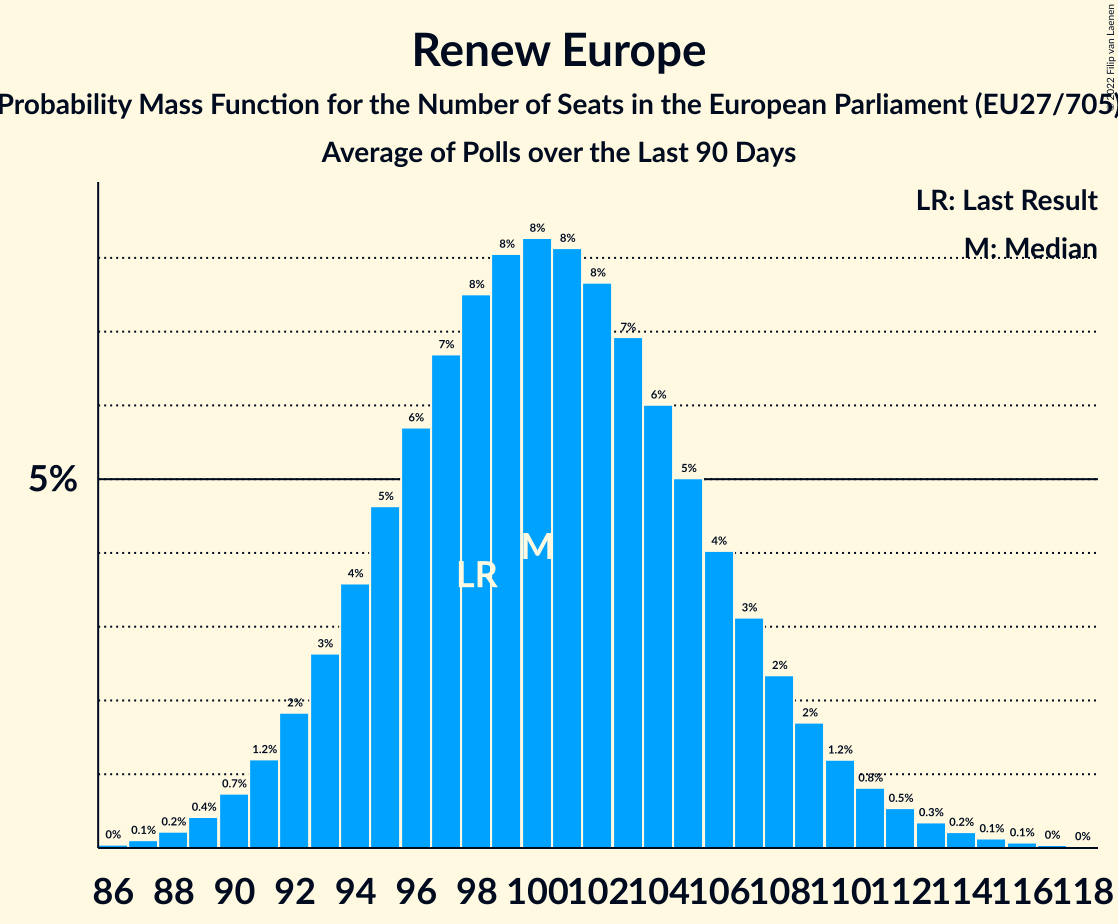 Renew Europe
Probability Mass Function for the Number of Seats in the European Parliament (EU27/705)
Average of Polls over the Last 90 Days
© 2022 Filip van Laenen
LR: Last Result
M: Median
5%
0% 0.1% 0.2% 0.4% 0.7% 1.2% 2% 3% 4% 5% 6% 7% 8% 8% 8% 8% 8% 7% 6% 5% 4% 3% 2% 2% 1.2% 0.8% 0.5% 0.3% 0.2% 0.1% 0.1% 0% 0%
M
LR
86 88 90 92 94 96 98 100 102 104 106 108 110 112 114 116 118